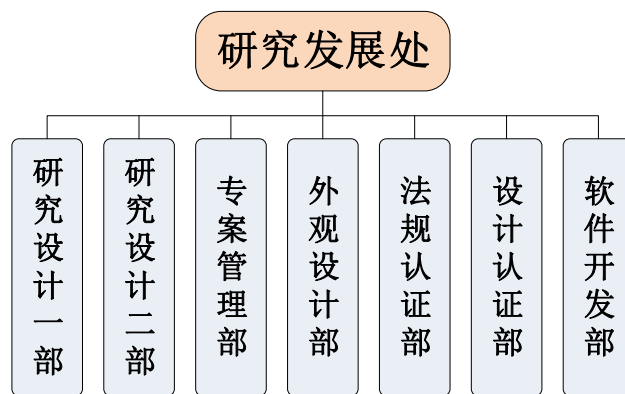 研究发展处
研究设计一部
研究设计二部
专案管理部
外观设计部
法规认证部
设计认证部
软件开发部